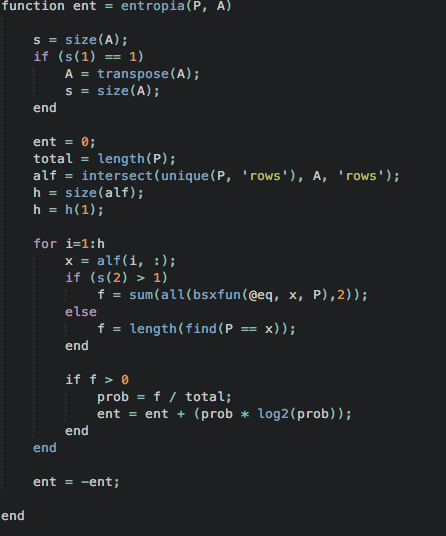 function ent = entropia(P, A)
s = size(A);
if (s(1) == 1)
A = transpose(A);
s = size(A);
end
ent = 0;
total = length(P);
alf = intersect(unique(P, 'rows'), A, 'rows');
h = size(alf);
h = h(1);
for i=1:h
x = alf(i, :);
if (s(2) > 1)
f = sum(all(bsxfun(@eq, x, P),2));
else
f = length(find(P == x));
end
if f > 0
prob = f / total;
ent = ent + (prob * log2(prob));
end
end
ent = -ent;
end